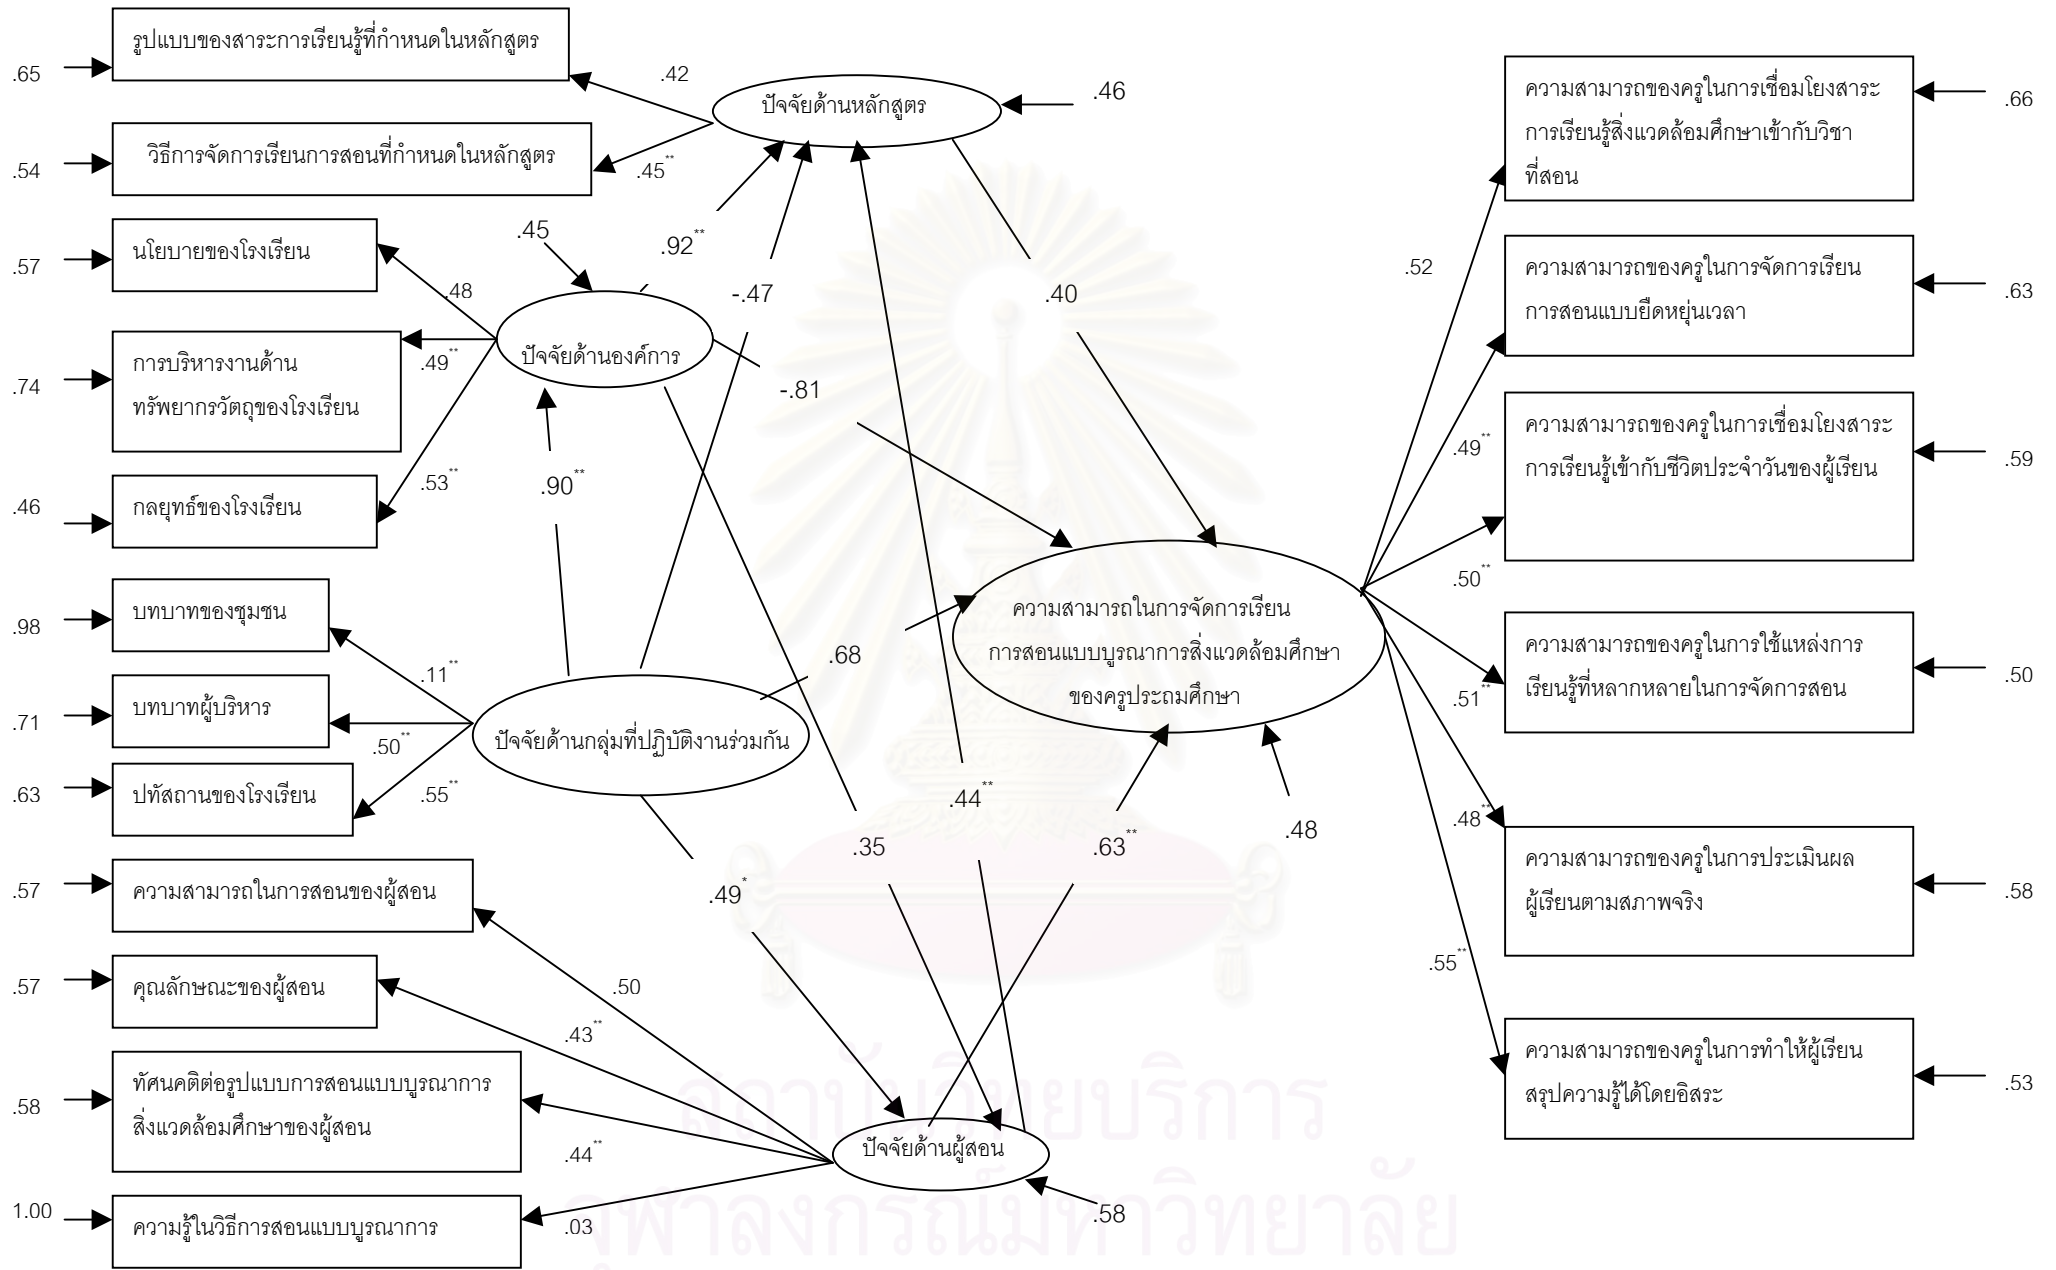 รูปแบบของสาระการเรียนรู้ที่กำหนดในหลักสูตร
.65
.42
วิธีการจัดการเรียนการสอนที่กำหนดในหลักสูตร
.54
.45**
ปัจจัยด้านหลักสูตร
.46
นโยบายของโรงเรียน
.57
.48
การบริหารงานด้าน
ทรัพยากรวัตถุของโรงเรียน
.74
.49**
กลยุทธ์ของโรงเรียน
.46
.53**
.45
ปัจจัยด้านองค์การ
.92**
-.47
.40
-.81
.90**
บทบาทของชุมชน
.98
.11**
บทบาทผู้บริหาร
.71
.50**
ปทัสถานของโรงเรียน
.63
.55**
ปัจจัยด้านกลุ่มที่ปฏิบัติงานร่วมกัน
.68
ความสามารถในการจัดการเรียน
การสอนแบบบูรณาการสิ่งแวดล้อมศึกษา
ของครูประถมศึกษา
.48
.49*
.35
.44**
.63**
ความสามารถในการสอนของผู้สอน
.57
.50
คุณลักษณะของผู้สอน
.57
.43**
ทัศนคติต่อรูปแบบการสอนแบบบูรณาการ
สิ่งแวดล้อมศึกษาของผู้สอน
.58
.44**
ความรู้ในวิธีการสอนแบบบูรณาการ
1.00
.03
ปัจจัยด้านผู้สอน
.58
ความสามารถของครูในการเชื่อมโยงสาระ
การเรียนรู้สิ่งแวดล้อมศึกษาเข้ากับวิชา
ที่สอน
.66
.52
ความสามารถของครูในการจัดการเรียน
การสอนแบบยืดหยุ่นเวลา
.63
.49**
ความสามารถของครูในการเชื่อมโยงสาระ
การเรียนรู้เข้ากับชีวิตประจำวันของผู้เรียน
.59
.50**
ความสามารถของครูในการใช้แหล่งการ
เรียนรู้ที่หลากหลายในการจัดการสอน
.50
.51**
ความสามารถของครูในการประเมินผล
ผู้เรียนตามสภาพจริง
.58
.48**
ความสามารถของครูในการทำให้ผู้เรียน
สรุปความรู้ได้โดยอิสระ
.53
.55**
สถาบันวิทยบริการ
จุฬาลงกรณ์มหาวิทยาลัย